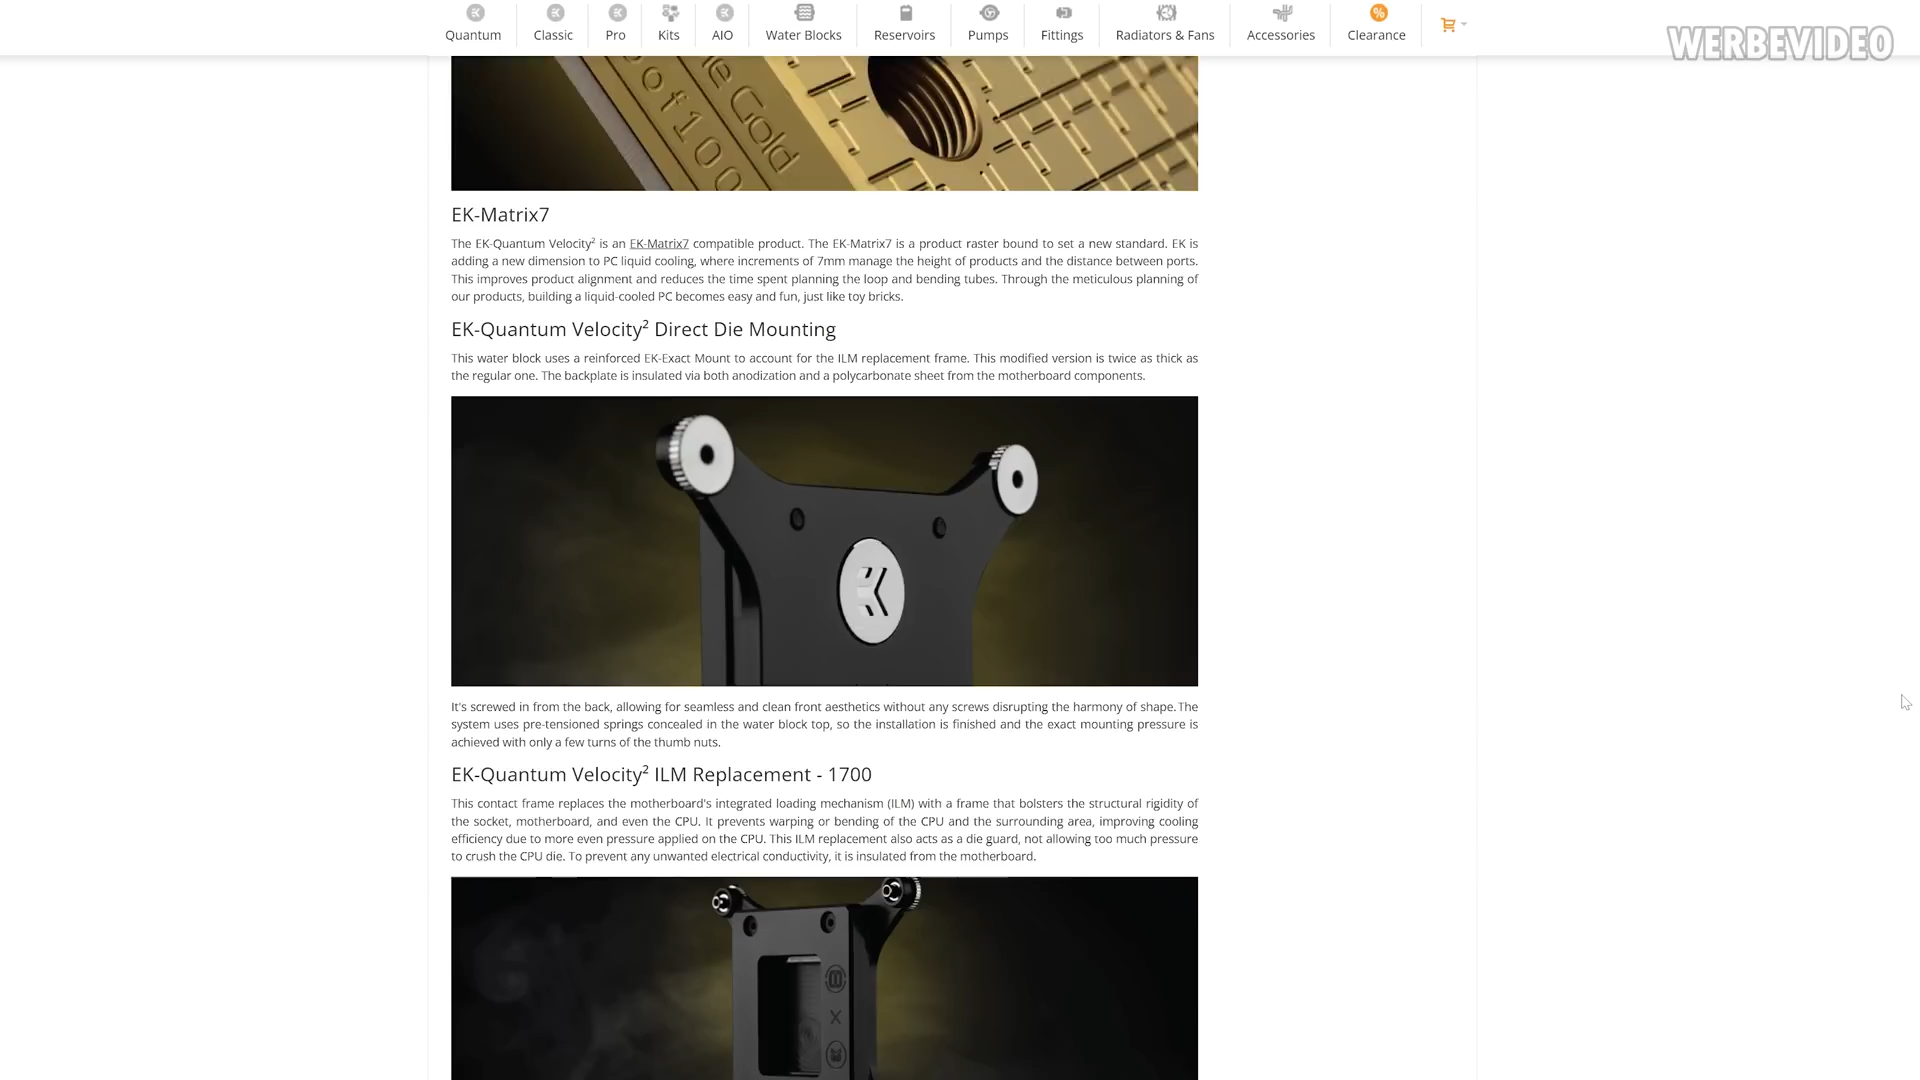 Quantum
Classic
Pro
Kits
AIO
Water Blocks
Reservoirs
Pumps
Fittings
Radiators & Fans
Accessories
Clearance
WERBEVIDEO
e Gold
of 100
EK-Matrix7
The EK-Quantum Velocity² is an EK-Matrix7 compatible product. The EK-Matrix7 is a product raster bound to set a new standard. EK is
adding a new dimension to PC liquid cooling, where increments of 7mm manage the height of products and the distance between ports.
This improves product alignment and reduces the time spent planning the loop and bending tubes. Through the meticulous planning of
our products, building a liquid-cooled PC becomes easy and fun, just like toy bricks.
EK-Quantum Velocity² Direct Die Mounting
This water block uses a reinforced EK-Exact Mount to account for the ILM replacement frame. This modified version is twice as thick as
the regular one. The backplate is insulated via both anodization and a polycarbonate sheet from the motherboard components.
It's screwed in from the back, allowing for seamless and clean front aesthetics without any screws disrupting the harmony of shape. The
system uses pre-tensioned springs concealed in the water block top, so the installation is finished and the exact mounting pressure is
achieved with only a few turns of the thumb nuts.
EK-Quantum Velocity² ILM Replacement - 1700
This contact frame replaces the motherboard's integrated loading mechanism (ILM) with a frame that bolsters the structural rigidity of
the socket, motherboard, and even the CPU. It prevents warping or bending of the CPU and the surrounding area, improving cooling
efficiency due to more even pressure applied on the CPU. This ILM replacement also acts as a die guard, not allowing too much pressure
to crush the CPU die. To prevent any unwanted electrical conductivity, it is insulated from the motherboard.
X